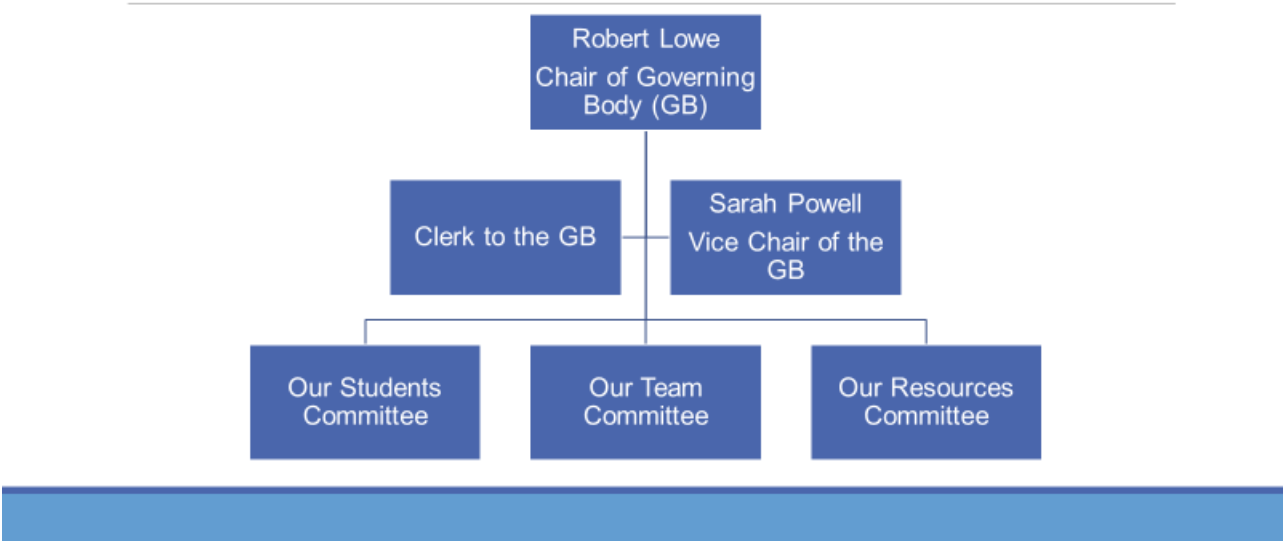 Robert Lowe
Chair of Governing
Body (GB)
Clerk to the GB
Sarah Powell
Vice Chair of the
GB
Our Students
Committee
Our Team
Committee
Our Resources
Committee